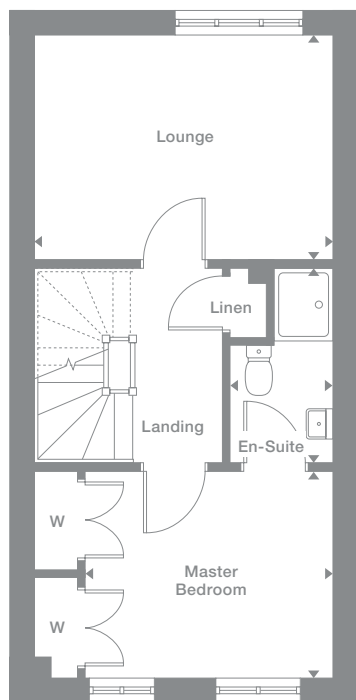 Lounge
Linen
Landing
En-Suite
W
Master
Bedroom
W